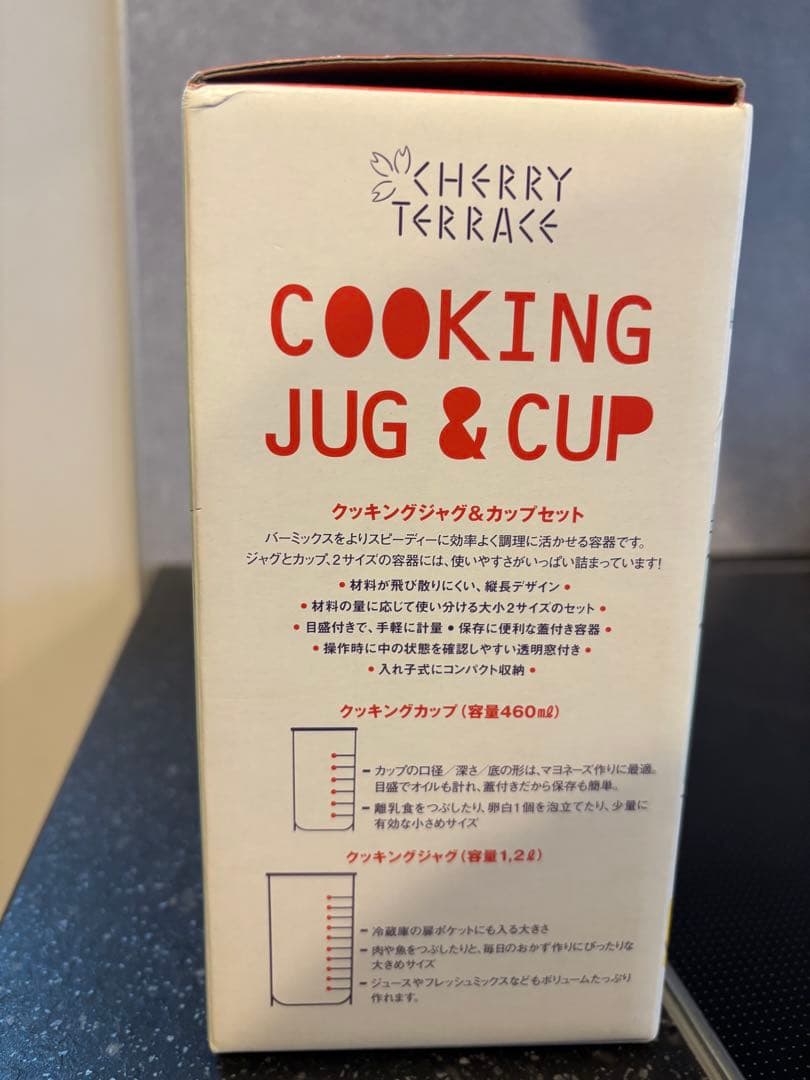 CHERRY
TERRACE
COOKING
JUG & CUP
クッキングジャグ&カップセット
バーミックスをよりスピーディーに効率よく調理に活かせる容器です。
ジャグとカップ、2サイズの容器には、使いやすさがいっぱい詰まっています!
• 材料が飛び散りにくい、縦長デザイン •
• 材料の量に応じて使い分ける大小2サイズのセット •
• 目盛付きで、手軽に計量 • 保存に便利な蓋付き容器 •
• 操作時に中の状態を確認しやすい透明窓付き •
• 入れ子式にコンパクト収納 •
クッキングカップ(容量460㎖)
カップの口径/深さ/底の形は、マヨネーズ作りに最適。
目盛でオイルも計れ、蓋付きだから保存も簡単。
離乳食をつぶしたり、卵白1個を泡立てたり、少量に
有効な小さめサイズ
クッキングジャグ(容量1,2ℓ)
冷蔵庫の扉ポケットにも入る大きさ
肉や魚をつぶしたりと、毎日のおかず作りにぴったりな
大きめサイズ
ジュースやフレッシュミックスなどもボリュームたっぷり
作れます。